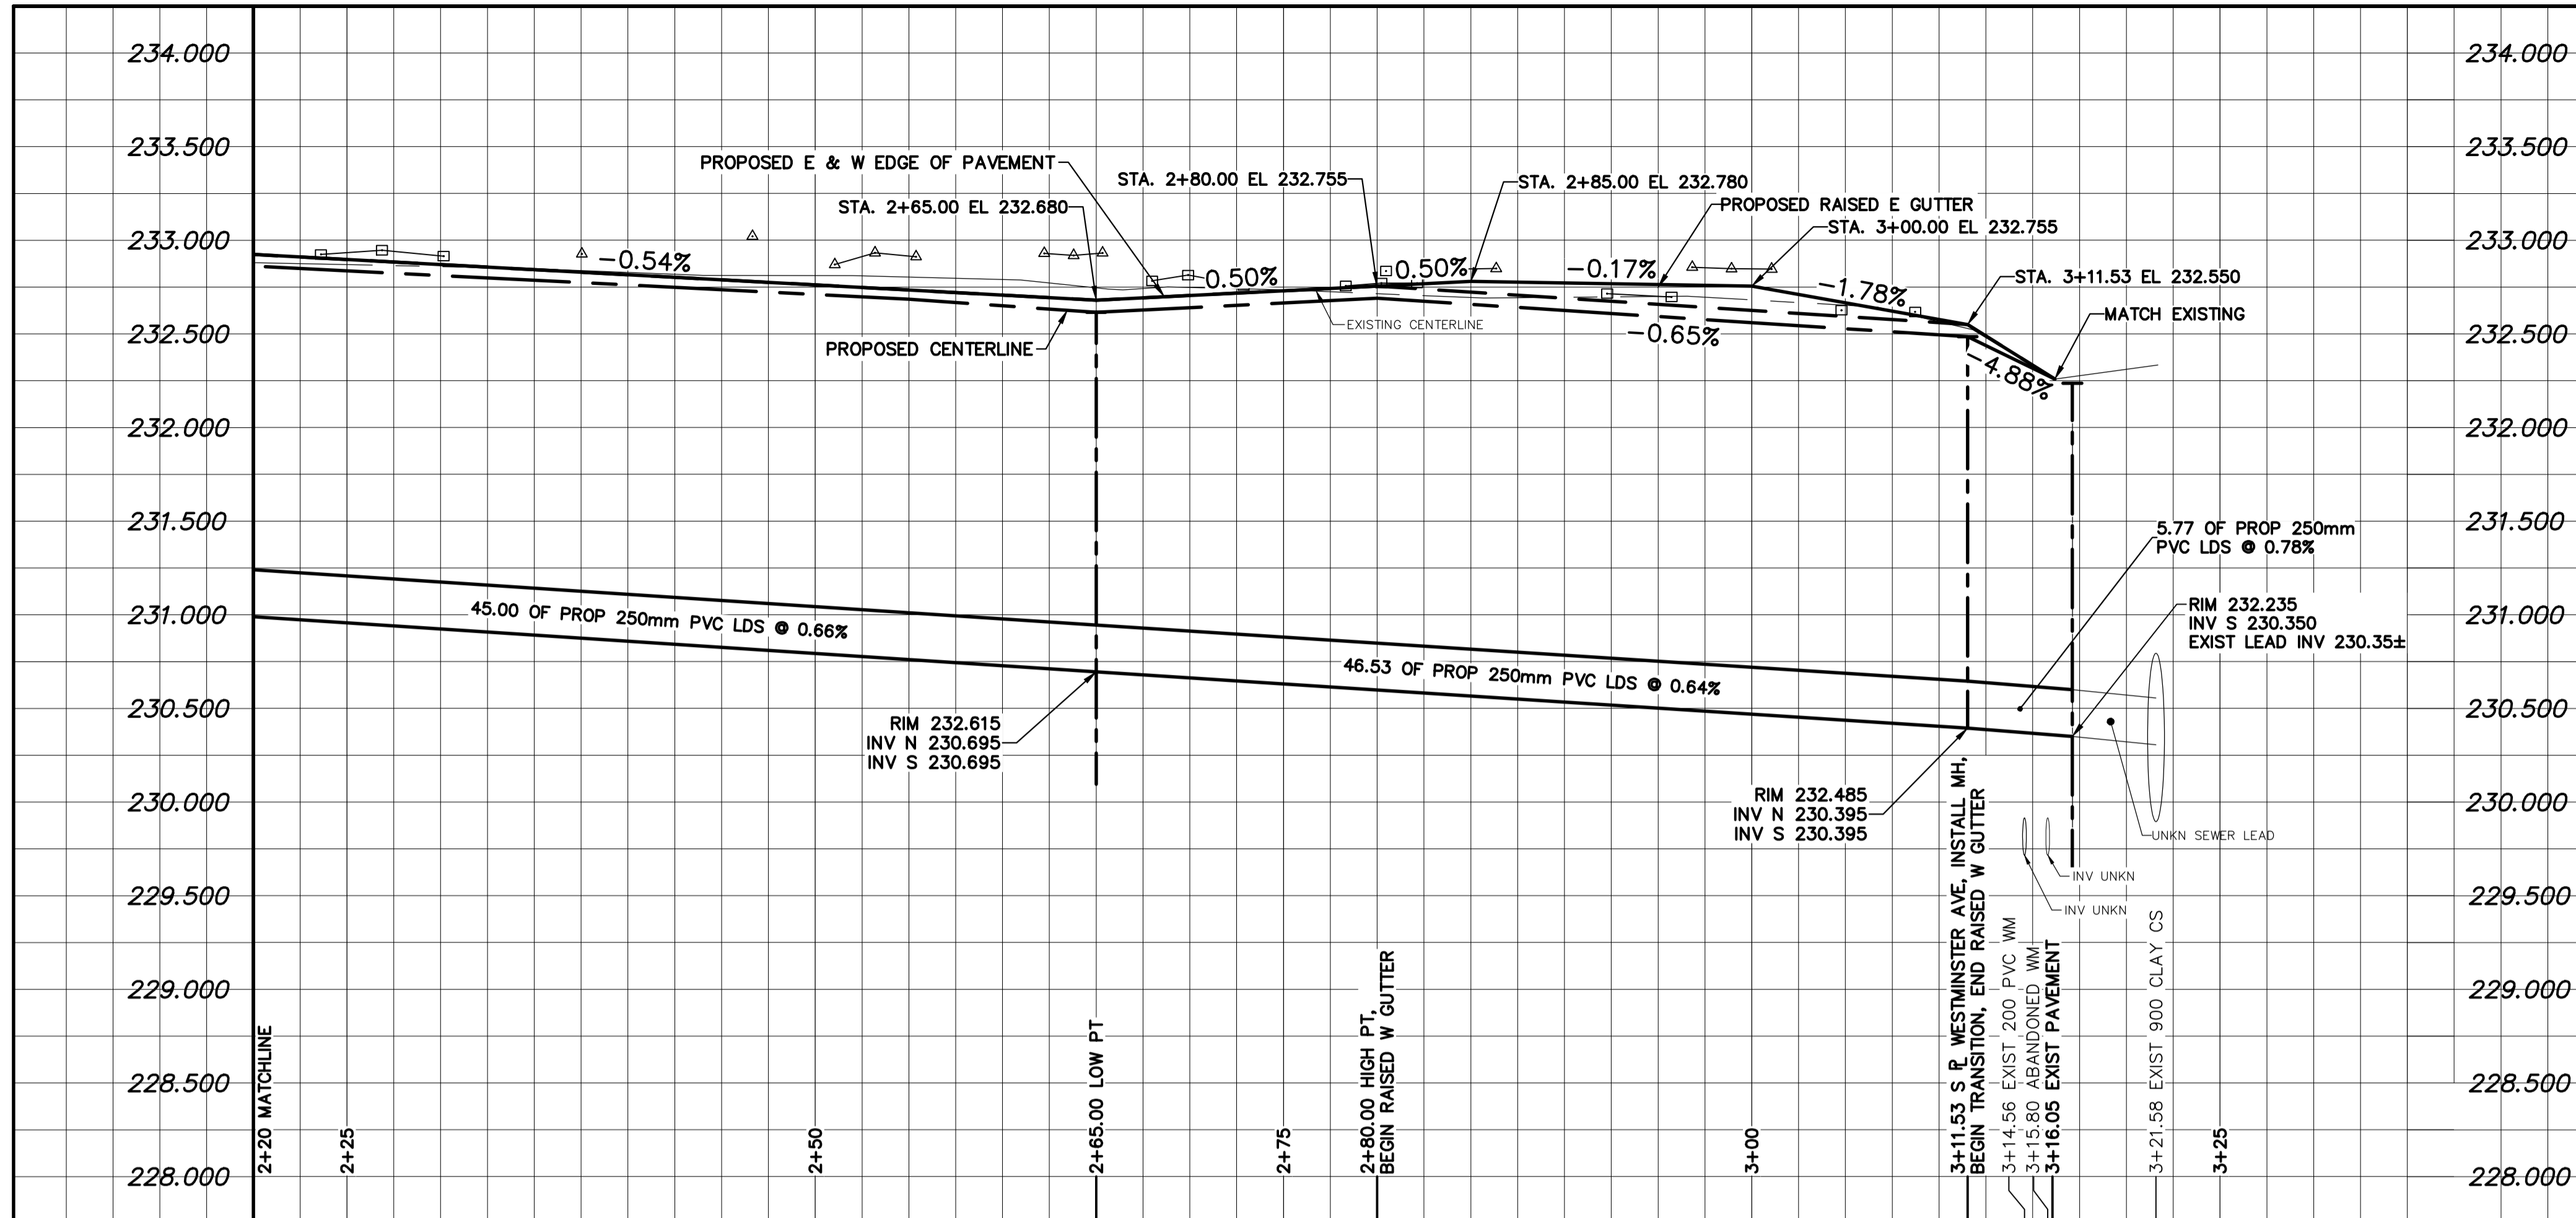 234.000
234.000
233.500
233.500
PROPOSED E & W EDGE OF PAVEMENT
STA. 2+80.00 EL 232.755
STA. 2+85.00 EL 232.780
STA. 2+65.00 EL 232.680
PROPOSED RAISED E GUTTER
STA. 3+00.00 EL 232.755
233.000
233.000
-0.54%
0.50%
0.50%
-0.17%
-1.78%
STA. 3+11.53 EL 232.550
MATCH EXISTING
EXISTING CENTERLINE
PROPOSED CENTERLINE
-0.65%
-4.88%
232.500
232.500
232.000
232.000
231.500
231.500
5.77 OF PROP 250mm
PVC LDS @ 0.78%
231.000
231.000
45.00 OF PROP 250mm PVC LDS @ 0.66%
RIM 232.235
INV S 230.350
EXIST LEAD INV 230.35±
46.53 OF PROP 250mm PVC LDS @ 0.64%
230.500
230.500
RIM 232.615
INV N 230.695
INV S 230.695
RIM 232.485
INV N 230.395
INV S 230.395
230.000
230.000
UNKN SEWER LEAD
INV UNKN
INV UNKN
229.500
229.500
229.000
229.000
228.500
228.500
228.000
228.000
2+20 MATCHLINE
2+25
2+50
2+65.00 LOW PT
2+75
2+80.00 HIGH PT,
BEGIN RAISED W GUTTER
3+00
3+11.53 S PL WESTMINSTER AVE, INSTALL MH,
BEGIN TRANSITION, END RAISED W GUTTER
3+14.56 EXIST 200 PVC WM
3+15.80 ABANDONED WM
3+16.05 EXIST PAVEMENT
3+21.58 EXIST 900 CLAY CS
3+25